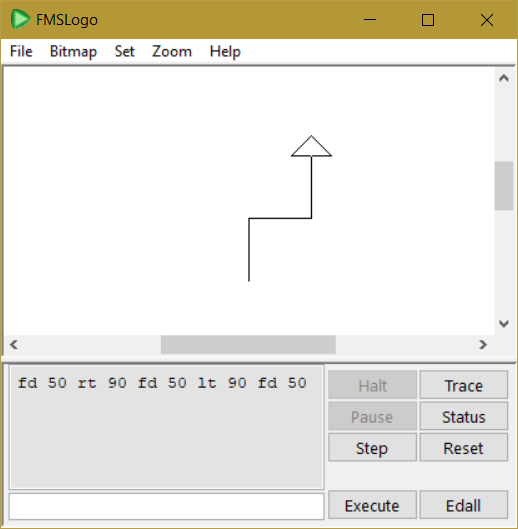 FMSLogo
File Bitmap Set Zoom Help
fd 50 rt 90 fd 50 lt 90 fd 50
Halt Trace
Pause Status
Step Reset
Execute Edall